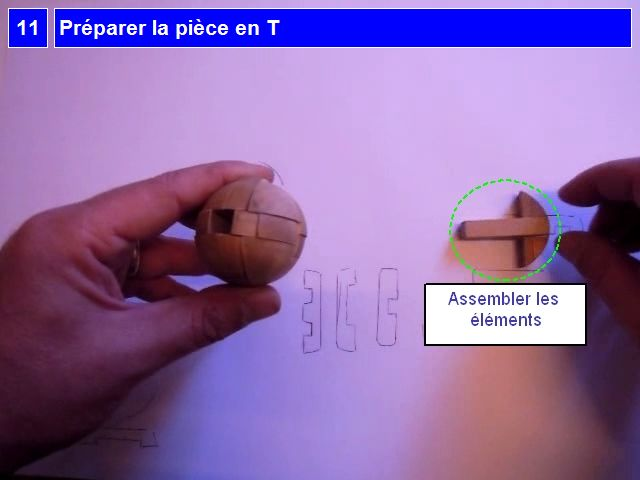 11 Préparer la pièce en T
Assembler les
éléments